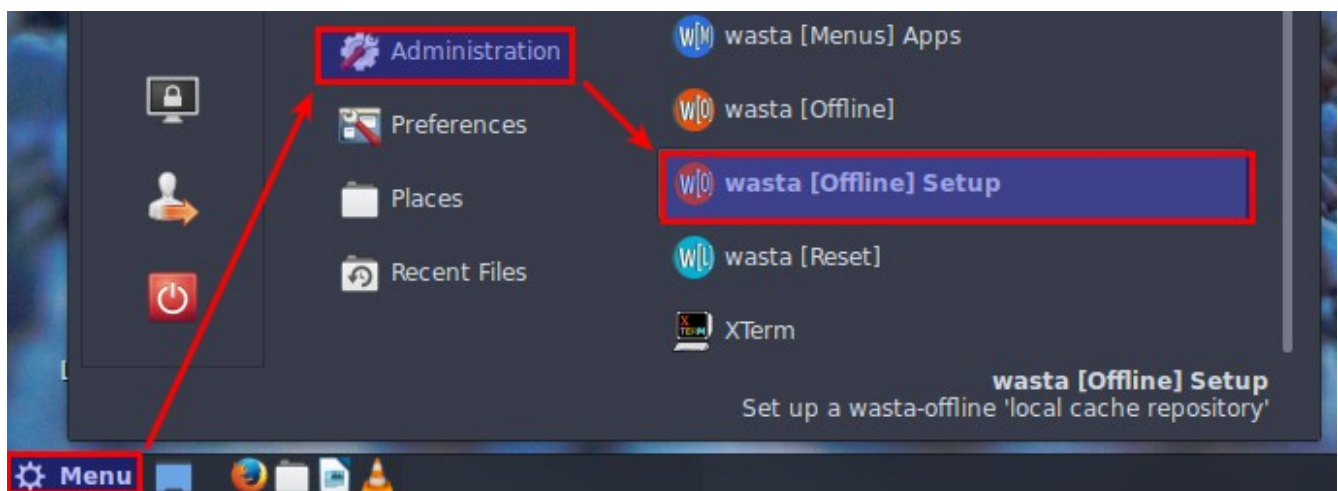 Administration
Preferences
Places
Recent Files
W[M] wasta [Menus] Apps
W[O] wasta [Offline]
W[O] wasta [Offline] Setup
W[L] wasta [Reset]
X TERM XTerm
wasta [Offline] Setup
Set up a wasta-offline 'local cache repository'
Menu